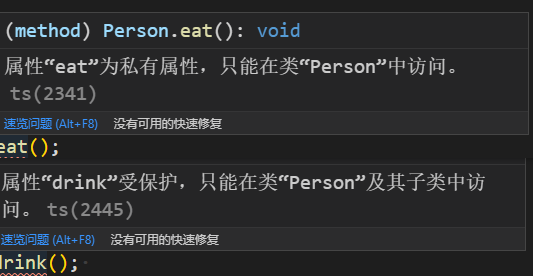 (method) Person.eat(): void
属性“eat”为私有属性，只能在类“Person”中访问。
ts(2341)
速览问题 (Alt+F8) 没有可用的快速修复
eat();
属性“drink”受保护，只能在类“Person”及其子类中访
问。 ts(2445)
速览问题 (Alt+F8) 没有可用的快速修复
drink();